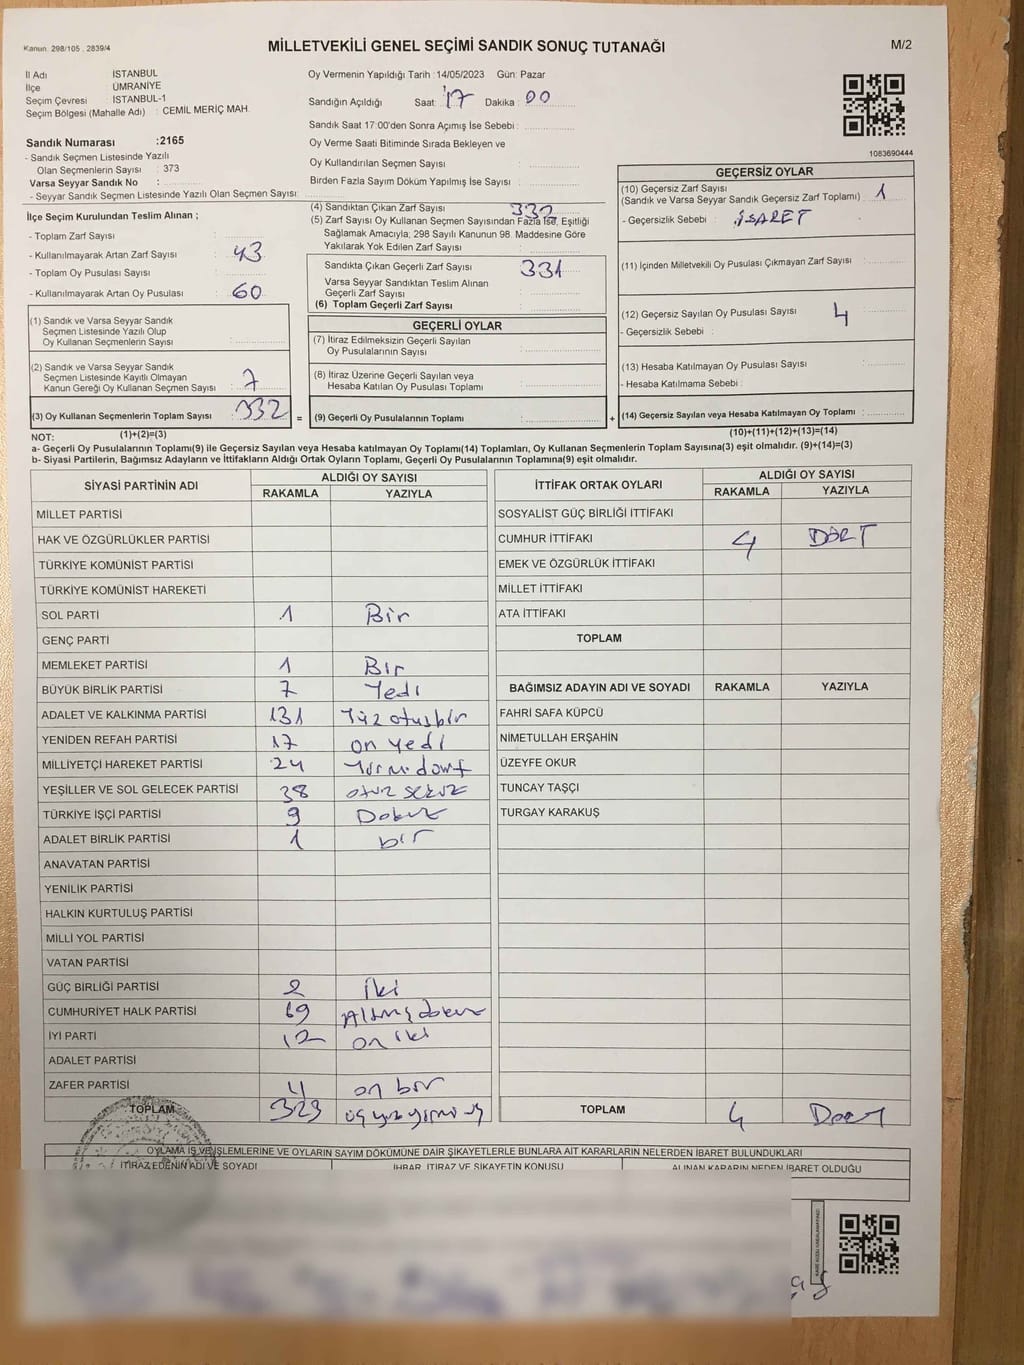 Kanun: 298/105 , 2839/4
MİLLETVEKİLİ GENEL SEÇİMİ SANDIK SONUÇ TUTANAĞI
M/2
İl Adı İSTANBUL
İlçe ÜMRANİYE
Seçim Çevresi : İSTANBUL-1
Seçim Bölgesi (Mahalle Adı) : CEMİL MERİÇ MAH.
Sandık Numarası :2165
- Sandık Seçmen Listesinde Yazılı
Olan Seçmenlerin Sayısı : 373
Varsa Seyyar Sandık No :
- Seyyar Sandık Seçmen Listesinde Yazılı Olan Seçmen Sayısı:
Oy Vermenin Yapıldığı Tarih :14/05/2023 Gün: Pazar
Sandığın Açıldığı Saat: 17 Dakika : 00
Sandık Saat 17:00'den Sonra Açımış İse Sebebi :
Oy Verme Saati Bitiminde Sırada Bekleyen ve
Oy Kullandırılan Seçmen Sayısı :
Birden Fazla Sayım Döküm Yapılmış İse Sayısı :
1083690444
İlçe Seçim Kurulundan Teslim Alınan ;
- Toplam Zarf Sayısı :
- Kullanılmayarak Artan Zarf Sayısı : 43
- Toplam Oy Pusulası Sayısı :
- Kullanılmayarak Artan Oy Pusulası : 60
(1) Sandık ve Varsa Seyyar Sandık
Seçmen Listesinde Yazılı Olup
Oy Kullanan Seçmenlerin Sayısı :
(2) Sandık ve Varsa Seyyar Sandık
Seçmen Listesinde Kayıtlı Olmayan
Kanun Gereği Oy Kullanan Seçmen Sayısı : 7
(3) Oy Kullanan Seçmenlerin Toplam Sayısı : 332
(1)+(2)=(3)
(4) Sandıktan Çıkan Zarf Sayısı : 332
(5) Zarf Sayısı Oy Kullanan Seçmen Sayısından Fazla İse, Eşitliği
Sağlamak Amacıyla; 298 Sayılı Kanunun 98. Maddesine Göre
Yakılarak Yok Edilen Zarf Sayısı :
Sandıkta Çıkan Geçerli Zarf Sayısı : 331
Varsa Seyyar Sandıktan Teslim Alınan
Geçerli Zarf Sayısı :
(6) Toplam Geçerli Zarf Sayısı :
GEÇERLİ OYLAR
(7) İtiraz Edilmeksizin Geçerli Sayılan
Oy Pusulalarının Sayısı :
(8) İtiraz Üzerine Geçerli Sayılan veya
Hesaba Katılan Oy Pusulası Toplamı :
= (9) Geçerli Oy Pusulalarının Toplamı :
GEÇERSİZ OYLAR
(10) Geçersiz Zarf Sayısı
(Sandık ve Varsa Seyyar Sandık Geçersiz Zarf Toplamı) : 1
- Geçersizlik Sebebi : İŞARET
(11) İçinden Milletvekili Oy Pusulası Çıkmayan Zarf Sayısı :
(12) Geçersiz Sayılan Oy Pusulası Sayısı : 4
- Geçersizlik Sebebi :
(13) Hesaba Katılmayan Oy Pusulası Sayısı :
- Hesaba Katılmama Sebebi :
+ (14) Geçersiz Sayılan veya Hesaba Katılmayan Oy Toplamı :
(10)+(11)+(12)+(13)=(14)
NOT:
a- Geçerli Oy Pusulalarının Toplamı(9) ile Geçersiz Sayılan veya Hesaba katılmayan Oy Toplamı(14) Toplamları, Oy Kullanan Seçmenlerin Toplam Sayısına(3) eşit olmalıdır. (9)+(14)=(3)
b- Siyasi Partilerin, Bağımsız Adayların ve İttifakların Aldığı Ortak Oyların Toplamı, Geçerli Oy Pusulalarının Toplamına(9) eşit olmalıdır.
SİYASİ PARTİNİN ADI ALDIĞI OY SAYISI
RAKAMLA YAZIYLA
MİLLET PARTİSİ
HAK VE ÖZGÜRLÜKLER PARTİSİ
TÜRKİYE KOMÜNİST PARTİSİ
TÜRKİYE KOMÜNİST HAREKETİ
SOL PARTİ 1 Bir
GENÇ PARTİ
MEMLEKET PARTİSİ 1 Bir
BÜYÜK BİRLİK PARTİSİ 7 Yedi
ADALET VE KALKINMA PARTİSİ 131 Yüz otuzbir
YENİDEN REFAH PARTİSİ 17 on yedi
MİLLİYETÇİ HAREKET PARTİSİ 24 Yirmi dört
YEŞİLLER VE SOL GELECEK PARTİSİ 38 otuz sekiz
TÜRKİYE İŞÇİ PARTİSİ 9 Dokuz
ADALET BİRLİK PARTİSİ 1 bir
ANAVATAN PARTİSİ
YENİLİK PARTİSİ
HALKIN KURTULUŞ PARTİSİ
MİLLİ YOL PARTİSİ
VATAN PARTİSİ
GÜÇ BİRLİĞİ PARTİSİ 2 İki
CUMHURİYET HALK PARTİSİ 69 Altmış dokuz
İYİ PARTİ 12 on iki
ADALET PARTİSİ
ZAFER PARTİSİ 11 on bir
TOPLAM 323 üç yüz yirmi üç
İTTİFAK ORTAK OYLARI ALDIĞI OY SAYISI
RAKAMLA YAZIYLA
SOSYALİST GÜÇ BİRLİĞİ İTTİFAKI
CUMHUR İTTİFAKI 4 DÖRT
EMEK VE ÖZGÜRLÜK İTTİFAKI
MİLLET İTTİFAKI
ATA İTTİFAKI
TOPLAM
BAĞIMSIZ ADAYIN ADI VE SOYADI RAKAMLA YAZIYLA
FAHRİ SAFA KÜPCÜ
NİMETULLAH ERŞAHİN
ÜZEYFE OKUR
TUNCAY TAŞÇI
TURGAY KARAKUŞ
TOPLAM 4 Dört
OYLAMA İŞ VE İŞLEMLERİNE VE OYLARIN SAYIM DÖKÜMÜNE DAİR ŞİKAYETLERLE BUNLARA AİT KARARLARIN NELERDEN İBARET BULUNDUKLARI
İTİRAZ EDENİN ADI VE SOYADI İHBAR, İTİRAZ VE ŞİKAYETİN KONUSU ALINAN KARARIN NEDEN İBARET OLDUĞU